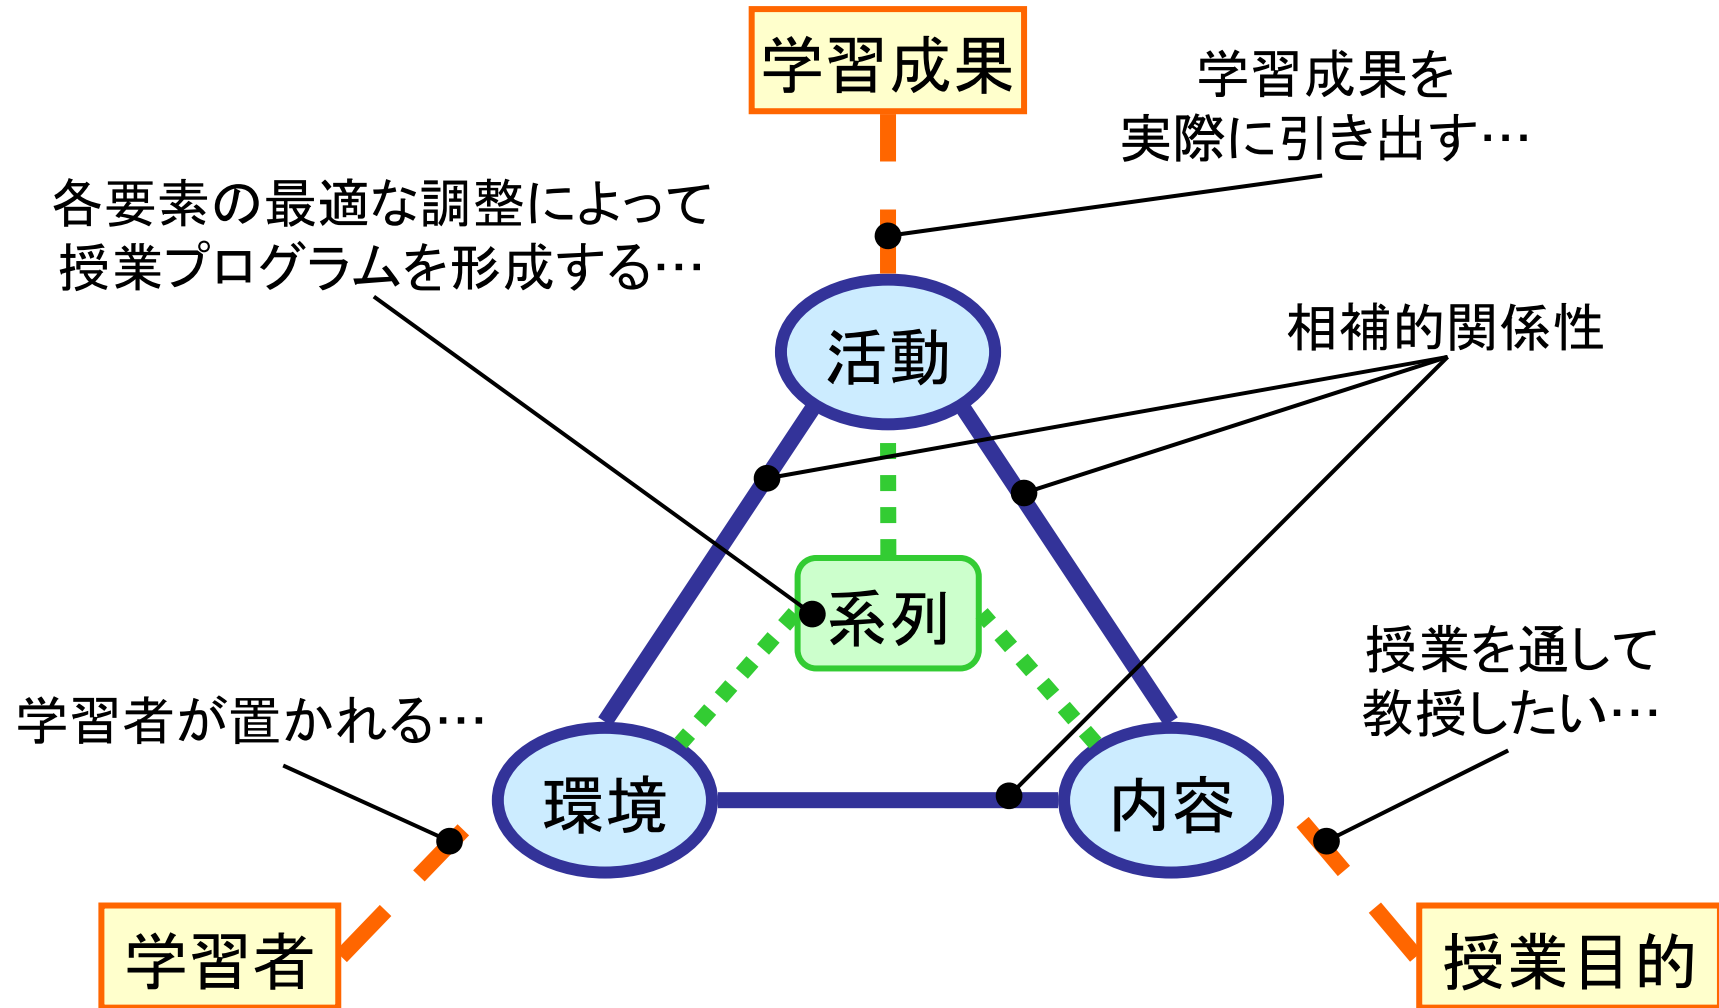 学習成果
学習成果を
実際に引き出す…
各要素の最適な調整によって
授業プログラムを形成する…
活動
相補的関係性
系列
授業を通して
教授したい…
学習者が置かれる…
環境
内容
学習者
授業目的